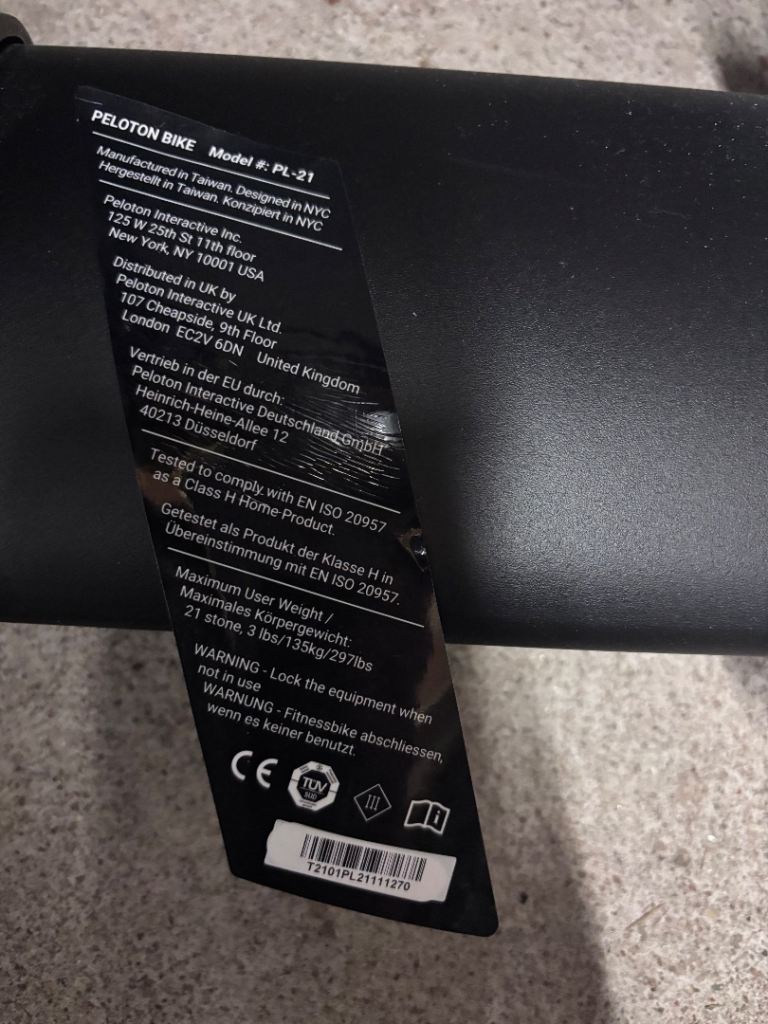 PELOTON BIKE Model #: PL-21
Manufactured in Taiwan. Designed in NYC
Hergestellt in Taiwan. Konzipiert in NYC
Peloton Interactive Inc.
125 W 25th St 11th floor
New York, NY 10001 USA
Distributed in UK by
Peloton Interactive UK Ltd.
107 Cheapside, 9th Floor
London EC2V 6DN United Kingdom
Vertrieb in der EU durch:
Peloton Interactive Deutschland GmbH
Heinrich-Heine-Allee 12
40213 Düsseldorf
Tested to comply with EN ISO 20957
as a Class H Home-Product.
Getestet als Produkt der Klasse H in
Übereinstimmung mit EN ISO 20957.
Maximum User Weight /
Maximales Körpergewicht:
21 stone, 3 lbs/135kg/297lbs
WARNING - Lock the equipment when
not in use
WARNUNG - Fitnessbike abschliessen,
wenn es keiner benutzt.
CE
TÜV
SÜD
III
i
T2101PL21111270